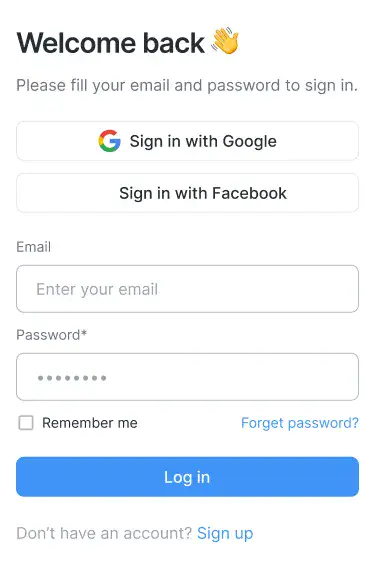 Welcome back 👋
Please fill your email and password to sign in.
Sign in with Google
Sign in with Facebook
Email
Enter your email
Password*
••••••••
Remember me Forget password?
Log in
Don't have an account? Sign up